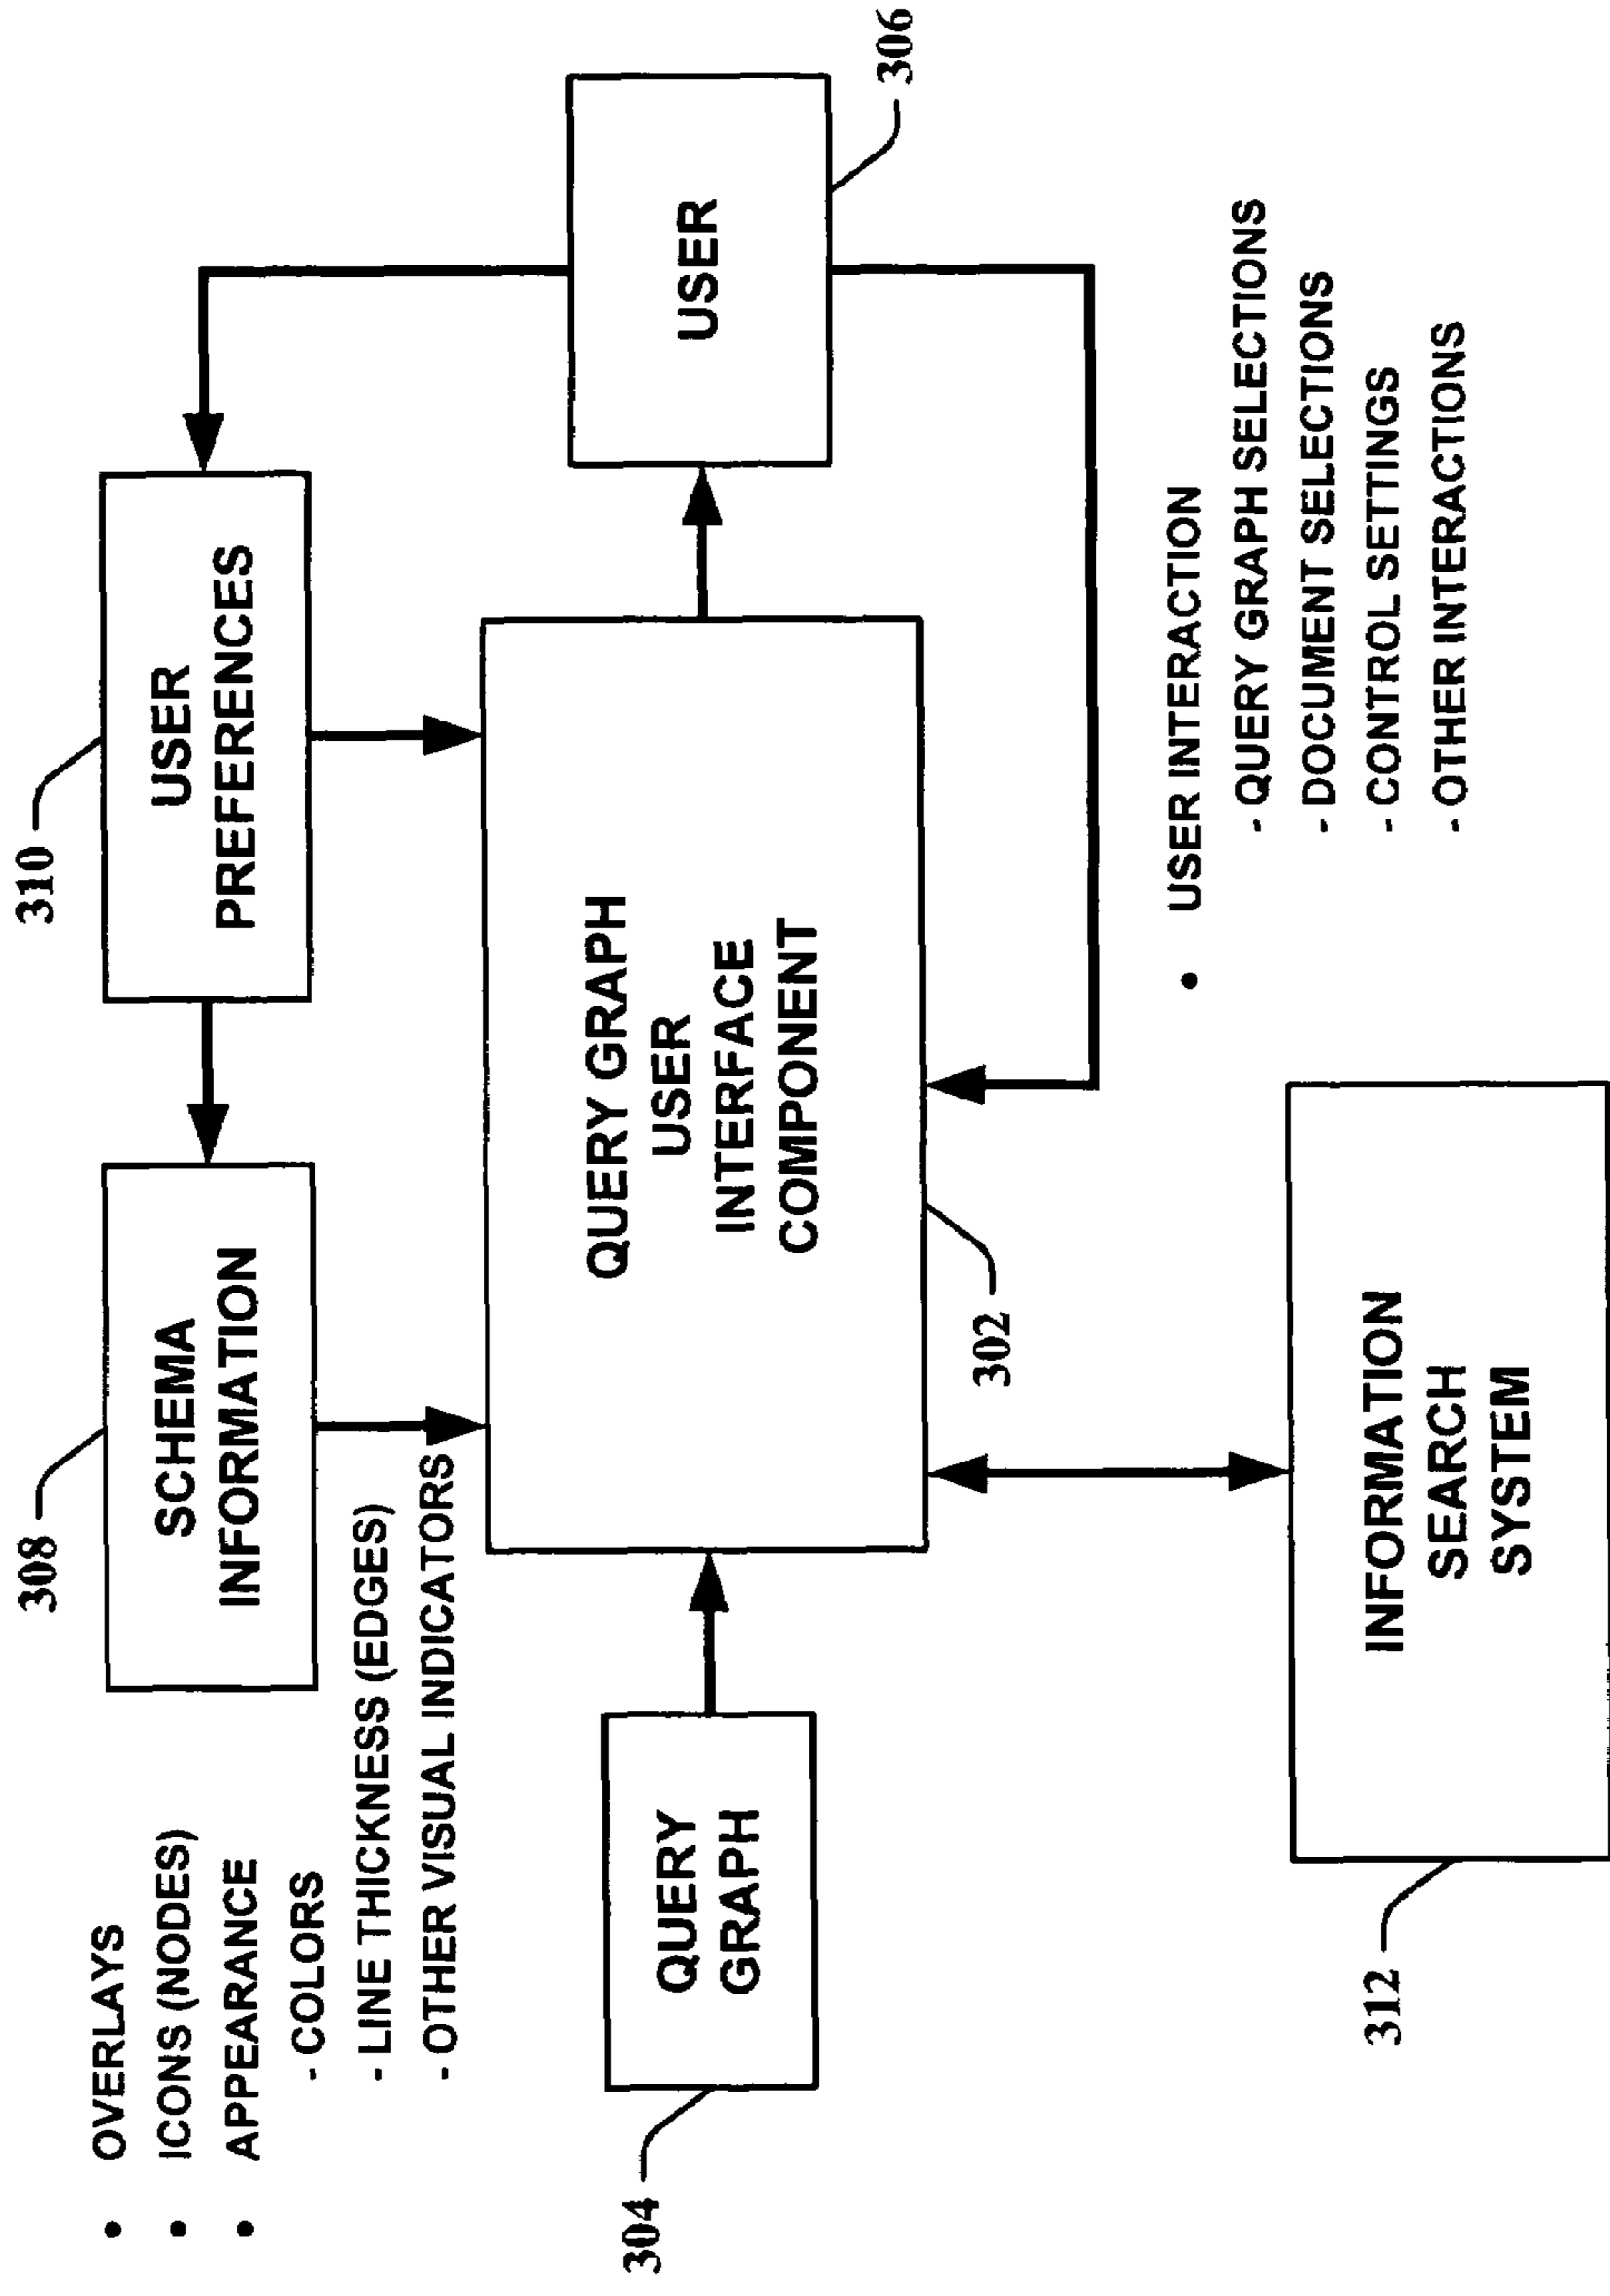 310
308
USER
PREFERENCES
SCHEMA
INFORMATION
• OVERLAYS
• ICONS (NODES)
• APPEARANCE
- COLORS
- LINE THICKNESS (EDGES)
- OTHER VISUAL INDICATORS
QUERY GRAPH
USER
INTERFACE
COMPONENT
USER
306
QUERY
GRAPH
304
302
• USER INTERACTION
- QUERY GRAPH SELECTIONS
- DOCUMENT SELECTIONS
- CONTROL SETTINGS
- OTHER INTERACTIONS
INFORMATION
SEARCH
SYSTEM
312